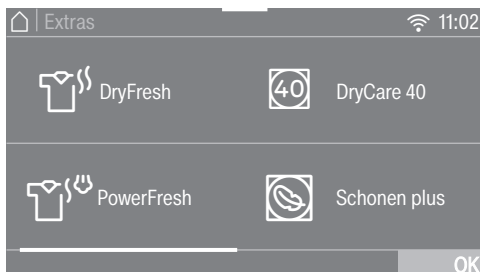 Extras 11:02
DryFresh
40 DryCare 40
PowerFresh
Schonen plus
OK